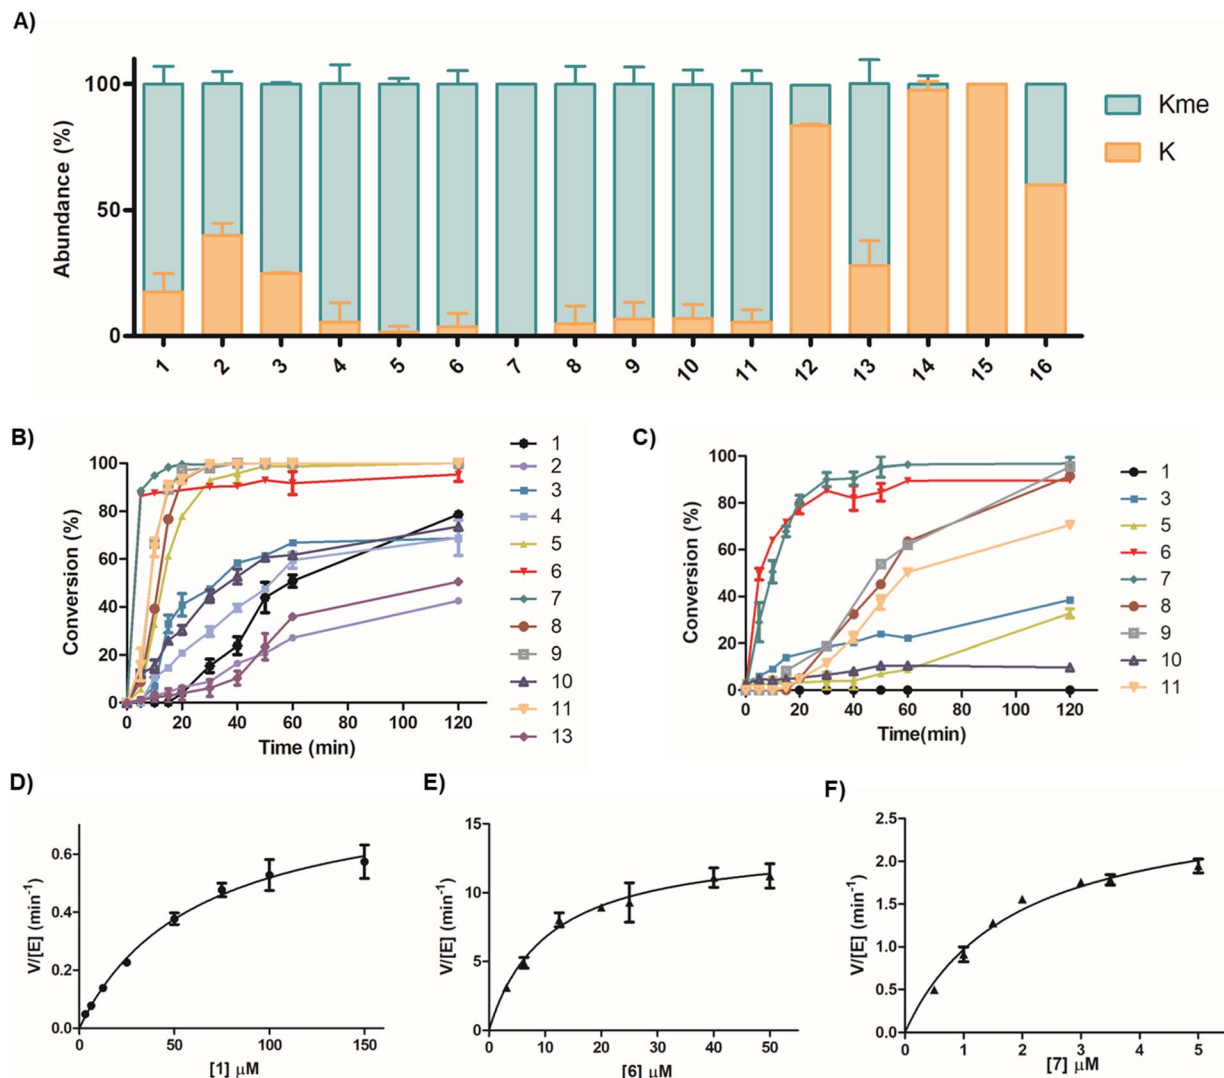 A)
Abundance (%)
100
50
0
1 2 3 4 5 6 7 8 9 10 11 12 13 14 15 16
Kme
K
B)
Conversion (%)
100
80
60
40
20
0
0 20 40 60 80 100 120
Time (min)
1
2
3
4
5
6
7
8
9
10
11
13
C)
Conversion (%)
100
80
60
40
20
0
0 20 40 60 80 100 120
Time(min)
1
3
5
6
7
8
9
10
11
D)
V/[E] (min⁻¹)
0.6
0.4
0.2
0.0
0 50 100 150
[1] µM
E)
V/[E] (min⁻¹)
15
10
5
0
0 10 20 30 40 50
[6] µM
F)
V/[E] (min⁻¹)
2.5
2.0
1.5
1.0
0.5
0.0
0 1 2 3 4 5
[7] µM